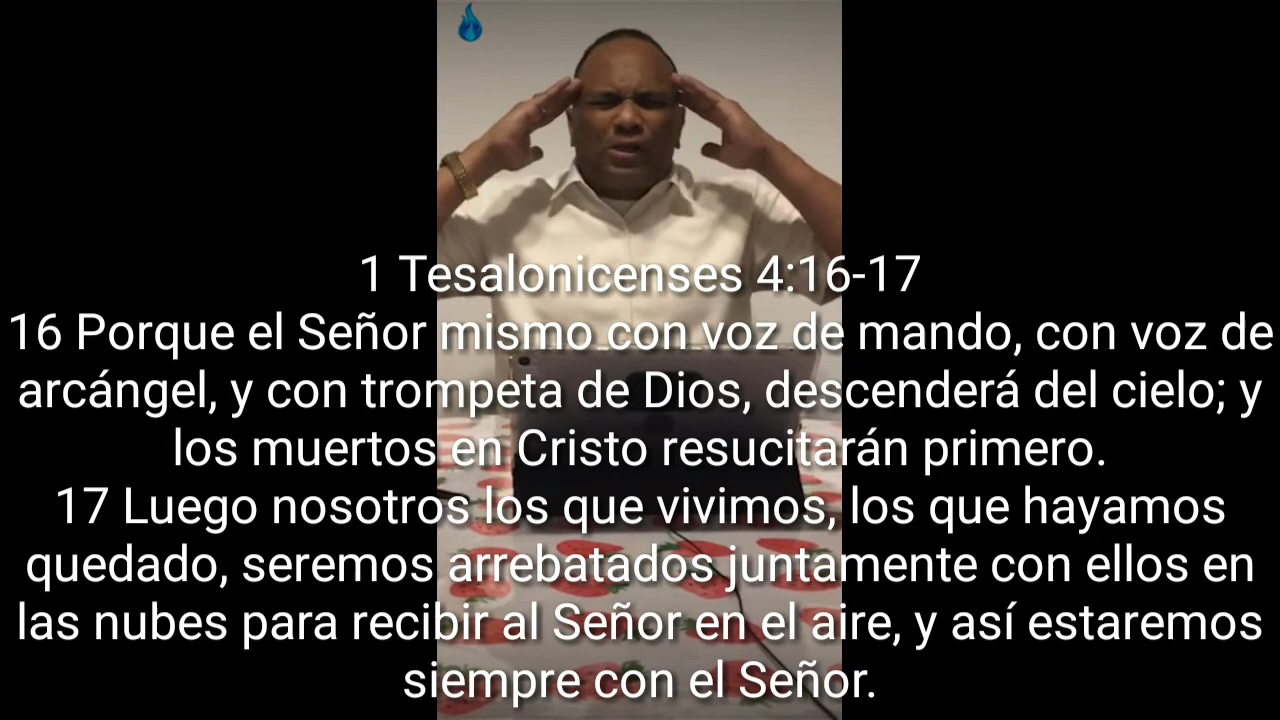 1 Tesalonicenses 4:16-17
16 Porque el Señor mismo con voz de mando, con voz de
arcángel, y con trompeta de Dios, descenderá del cielo; y
los muertos en Cristo resucitarán primero.
17 Luego nosotros los que vivimos, los que hayamos
quedado, seremos arrebatados juntamente con ellos en
las nubes para recibir al Señor en el aire, y así estaremos
siempre con el Señor.